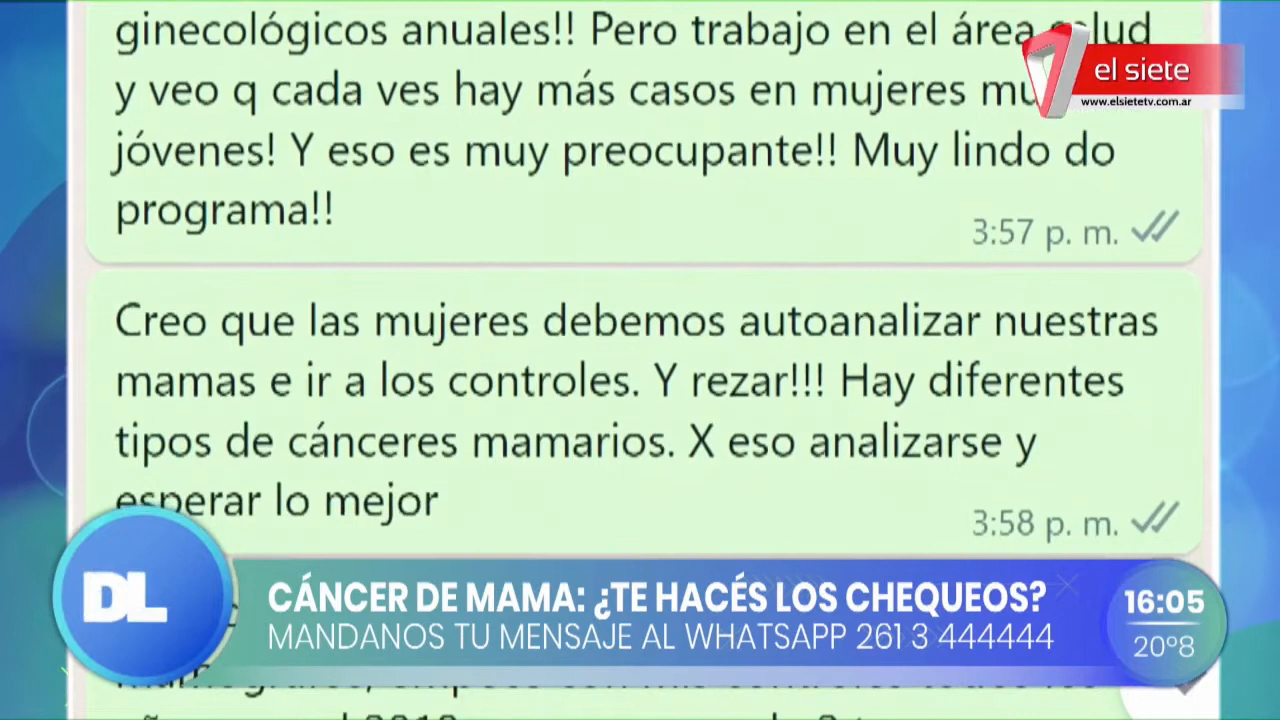 ginecológicos anuales!! Pero trabajo en el área salud
y veo q cada ves hay más casos en mujeres
jóvenes! Y eso es muy preocupante!! Muy lindo do
programa!!
3:57 p. m.
el siete
www.elsietetv.com.ar
Creo que las mujeres debemos autoanalizar nuestras
mamas e ir a los controles. Y rezar!!! Hay diferentes
tipos de cánceres mamarios. X eso analizarse y
esperar lo mejor
3:58 p. m.
DL
CÁNCER DE MAMA: ¿TE HACÉS LOS CHEQUEOS?
MANDANOS TU MENSAJE AL WHATSAPP 261 3 444444
16:05
20º8